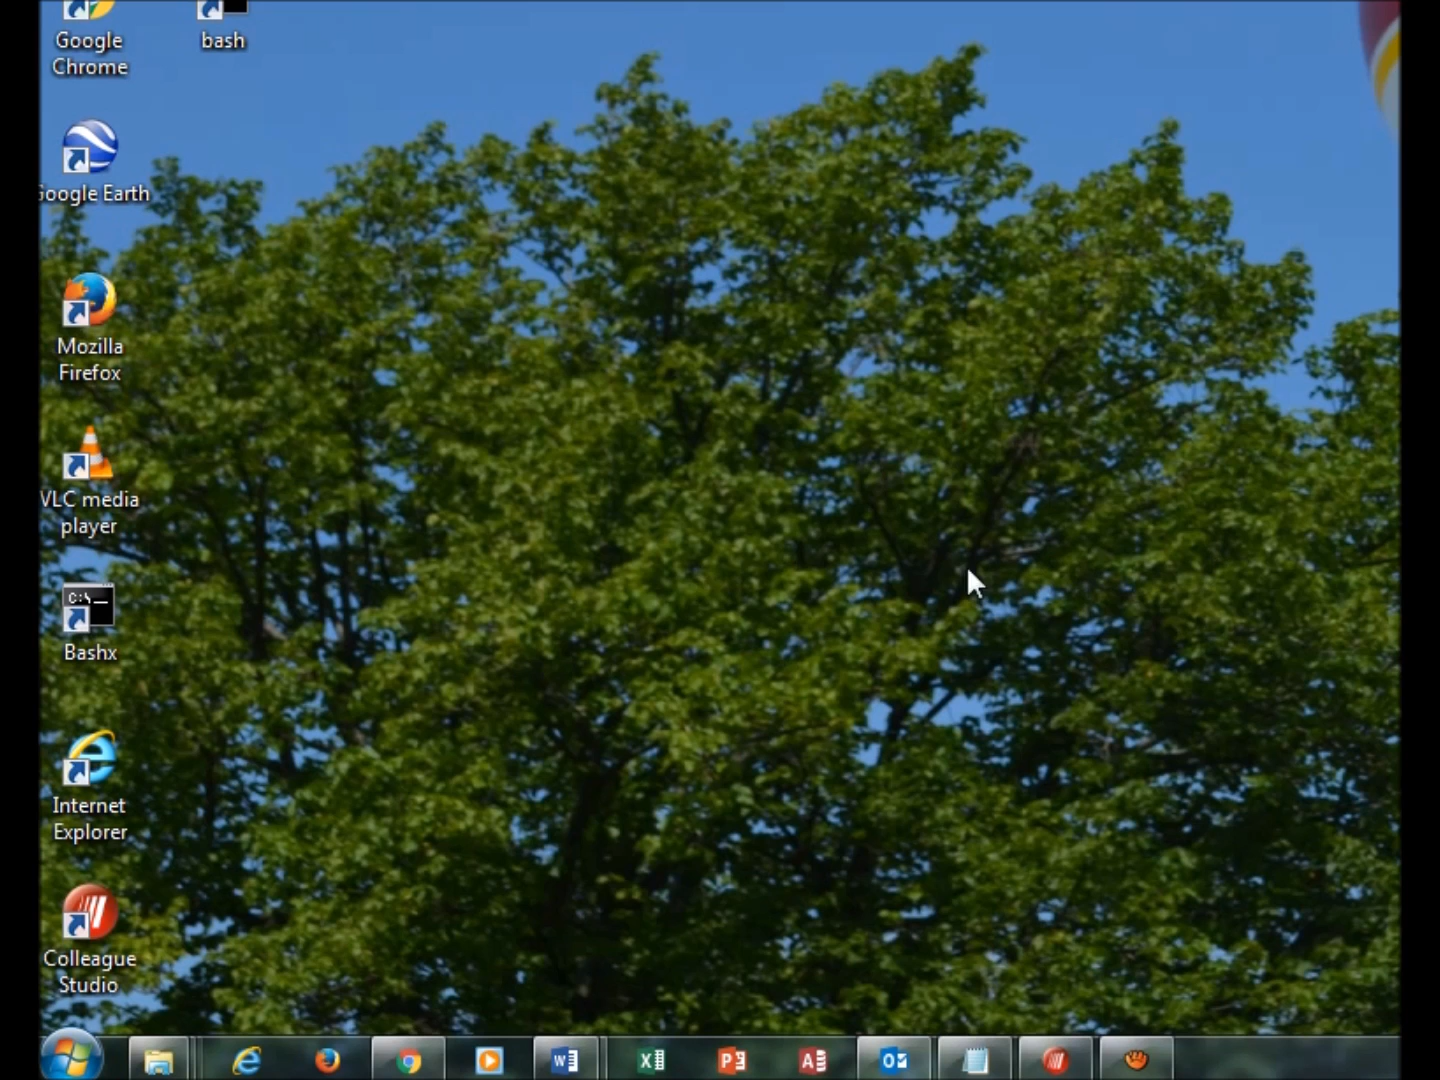 Google
Chrome
bash
Google Earth
Mozilla
Firefox
VLC media
player
C:\_
Bashx
Internet
Explorer
Colleague
Studio